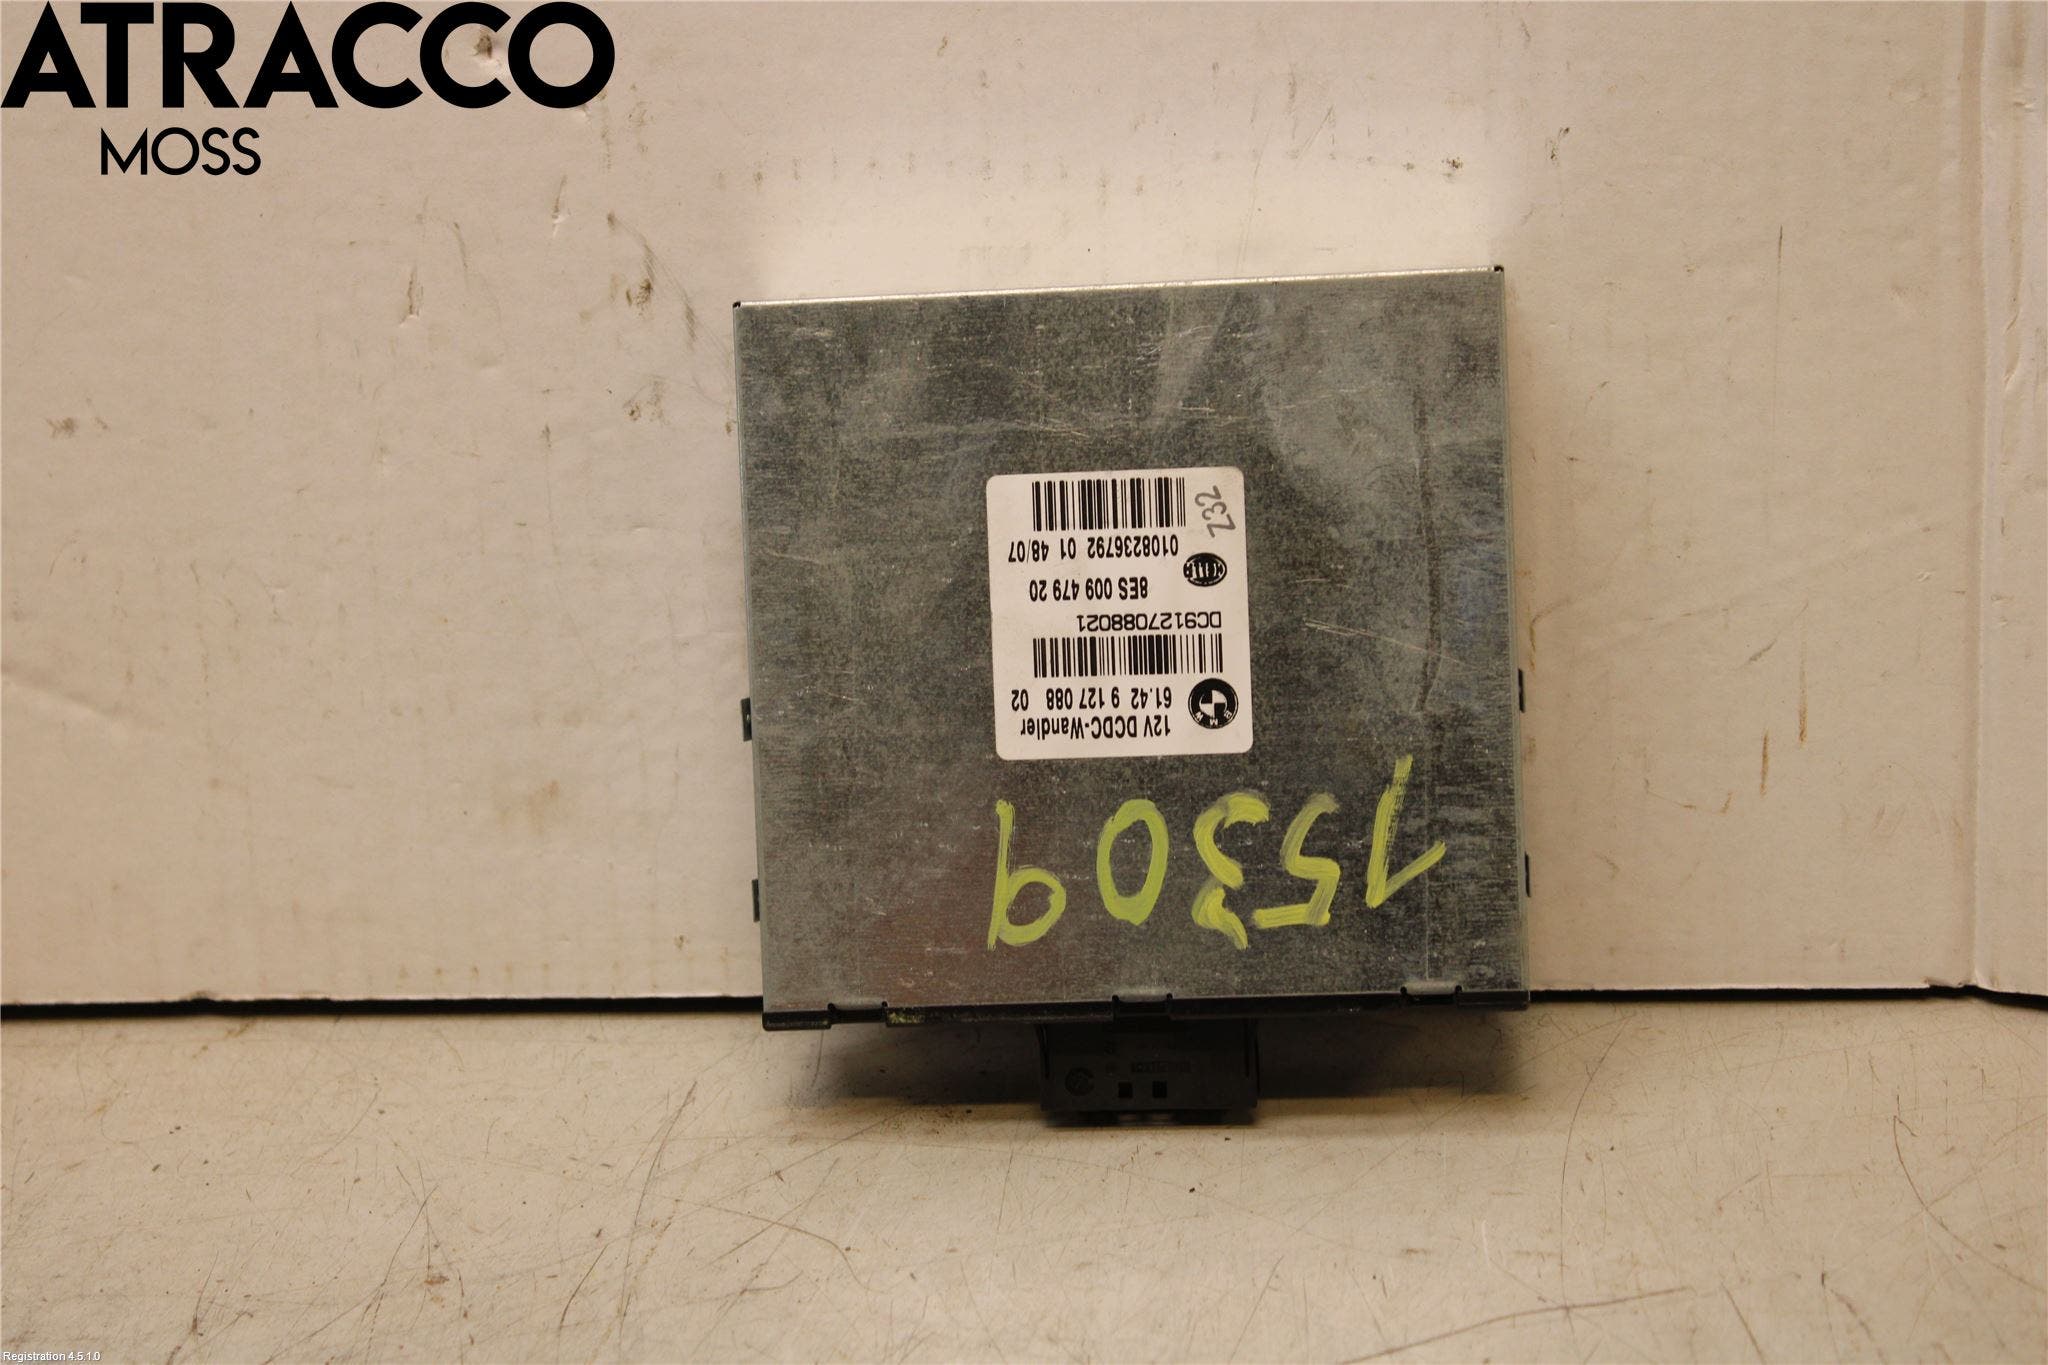 ATRACCO
MOSS
12V DCDC-Wandler
61.42 9 127 088 02
DC9127088021
8ES 009 479 20
0108236792 01 48/07
Z32
BMW
15309
Registration 4.5.1.0